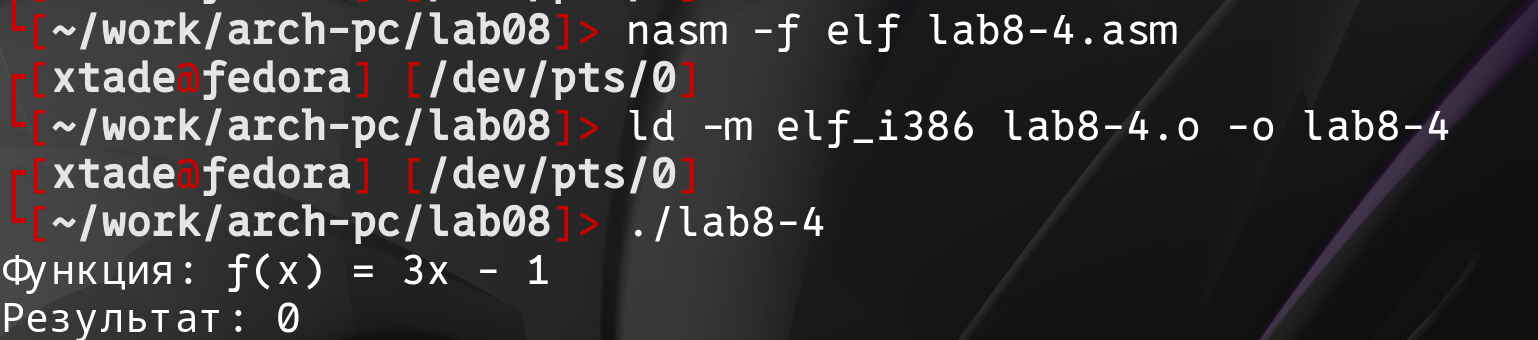 [~/work/arch-pc/lab08]> nasm -f elf lab8-4.asm
[xtade@fedora] [/dev/pts/0]
[~/work/arch-pc/lab08]> ld -m elf_i386 lab8-4.o -o lab8-4
[xtade@fedora] [/dev/pts/0]
[~/work/arch-pc/lab08]> ./lab8-4
Функция: f(x) = 3x - 1
Результат: 0